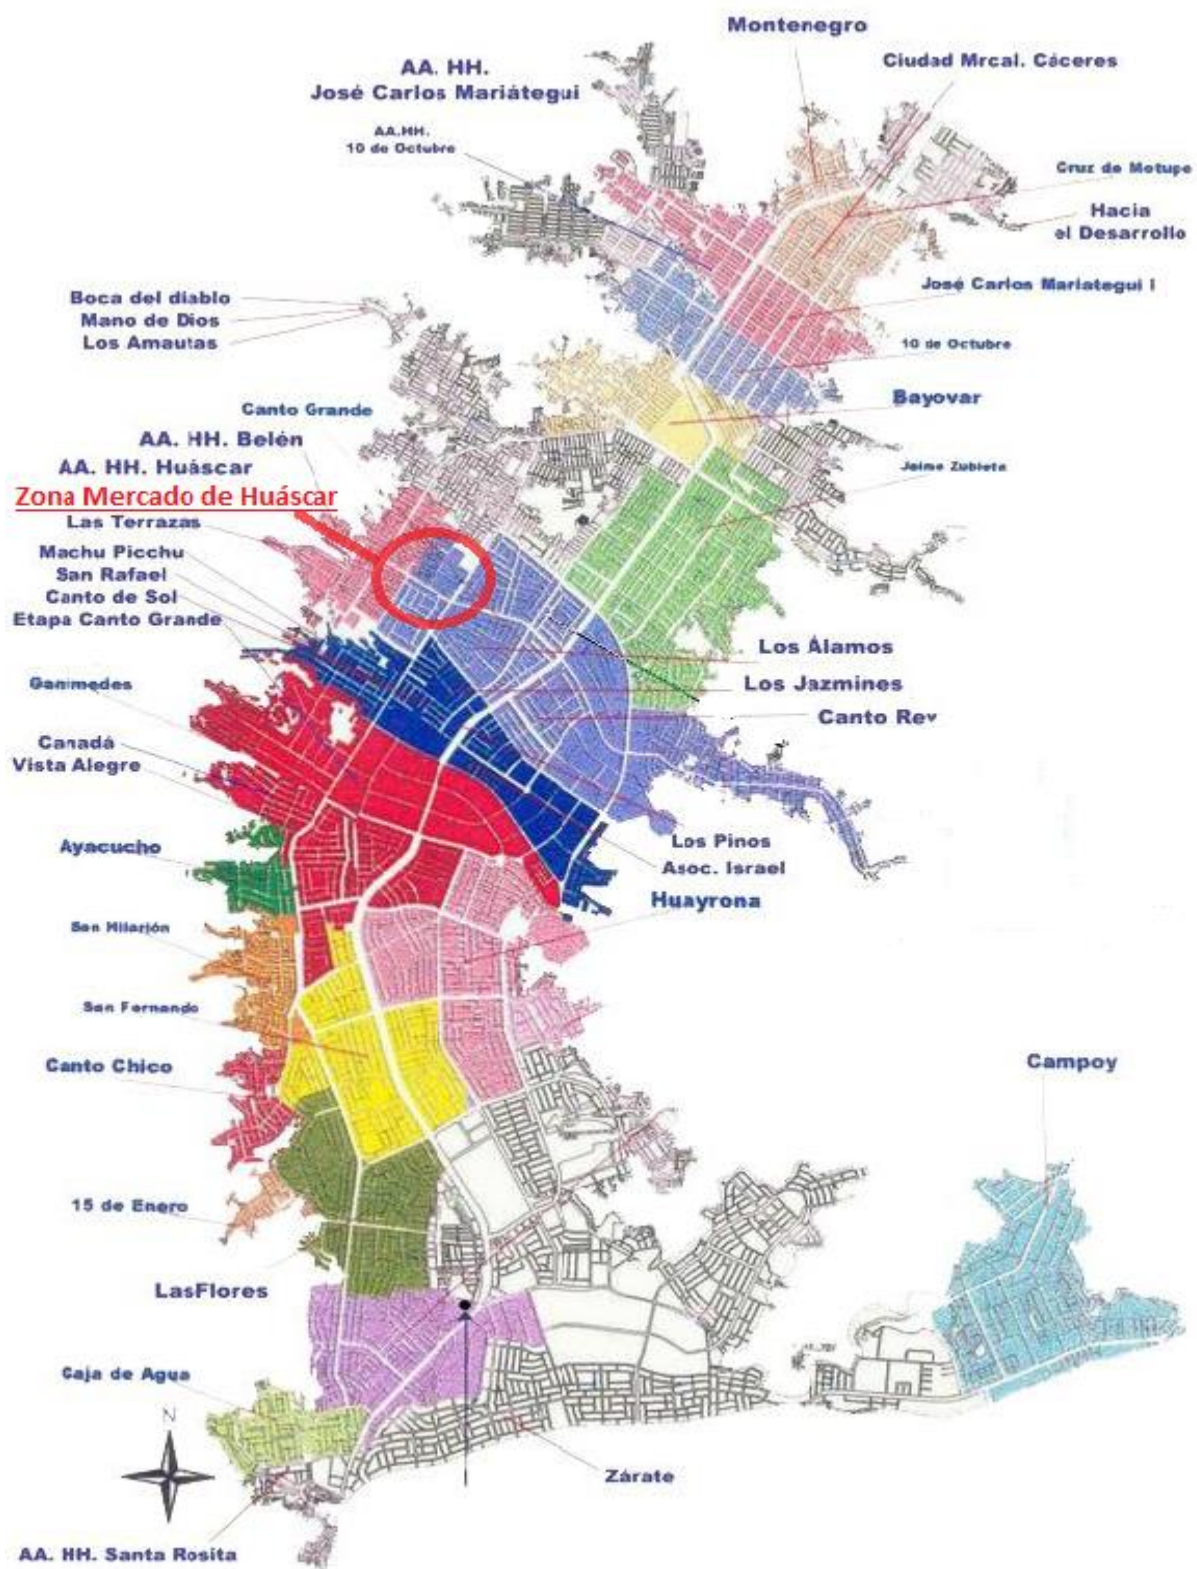 Montenegro
Ciudad Mrcal. Cáceres
AA. HH.
José Carlos Mariátegui
AA.HH.
10 de Octubre
Cruz de Motupe
Hacia
el Desarrollo
José Carlos Mariategui I
Boca del diablo
Mano de Dios
Los Amautas
10 de Octubre
Bayovar
Canto Grande
AA. HH. Belén
AA. HH. Huáscar
Jaime Zubieta
Zona Mercado de Huáscar
Las Terrazas
Machu Picchu
San Rafael
Canto de Sol
Etapa Canto Grande
Los Álamos
Ganimedes
Los Jazmines
Canto Rey
Canadá
Vista Alegre
Ayacucho
Los Pinos
Asoc. Israel
Huayrona
San Hilarión
San Fernando
Canto Chico
Campoy
15 de Enero
LasFlores
Caja de Agua
N
Zárate
AA. HH. Santa Rosita